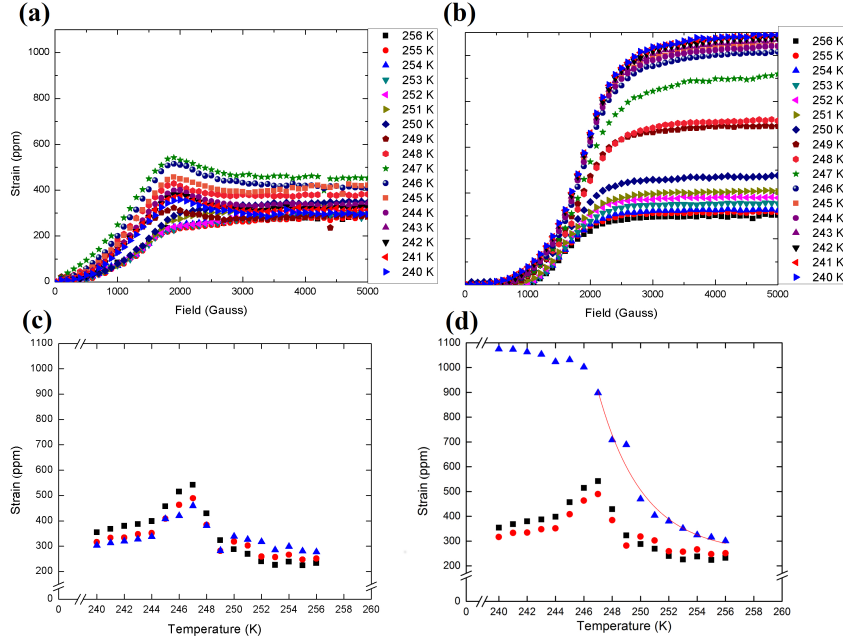 (a)
1000
800
600
400
200
0
Strain (ppm)
0 1000 2000 3000 4000 5000
Field (Gauss)
256 K
255 K
254 K
253 K
252 K
251 K
250 K
249 K
248 K
247 K
246 K
245 K
244 K
243 K
242 K
241 K
240 K
(b)
0 1000 2000 3000 4000 5000
Field (Gauss)
256 K
255 K
254 K
253 K
252 K
251 K
250 K
249 K
248 K
247 K
246 K
245 K
244 K
243 K
242 K
241 K
240 K
(c)
1100
1000
900
800
700
600
500
400
300
200
0
Strain (ppm)
0 240 242 244 246 248 250 252 254 256 258 260
Temperature (K)
(d)
1100
1000
900
800
700
600
500
400
300
200
0
Strain (ppm)
0 240 242 244 246 248 250 252 254 256 258 260
Temperature (K)